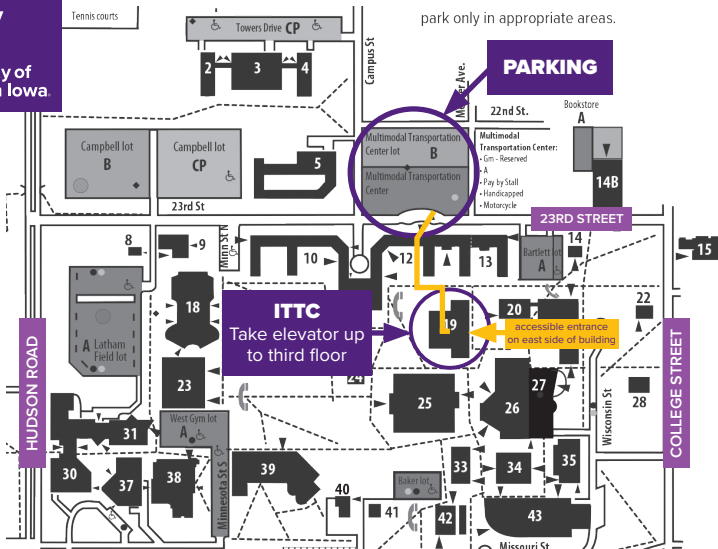 Tennis courts
y of
Iowa.
Towers Drive CP
park only in appropriate areas.
2
3
4
Campus St
PARKING
22nd St.
Bookstore
A
Campbell lot
B
Campbell lot
CP
5
Multimodal Transportation
Center lot B
Multimodal Transportation
Center
Multimodal
Transportation Center:
• Gm - Reserved
• A
• Pay by Stall
• Handicapped
• Motorcycle
14B
23rd St
23RD STREET
8
9
Minn St N
10
12
13
Bartlett lot
A
14
15
18
ITTC
Take elevator up
to third floor
19
20
accessible entrance
on east side of building
22
A Latham
Field lot
HUDSON ROAD
COLLEGE STREET
23
24
25
26
27
28
Wisconsin St
West Gym lot
A
31
30
37
38
Minnesota St S
39
40
41
Baker lot
42
33
34
35
43
Missouri St